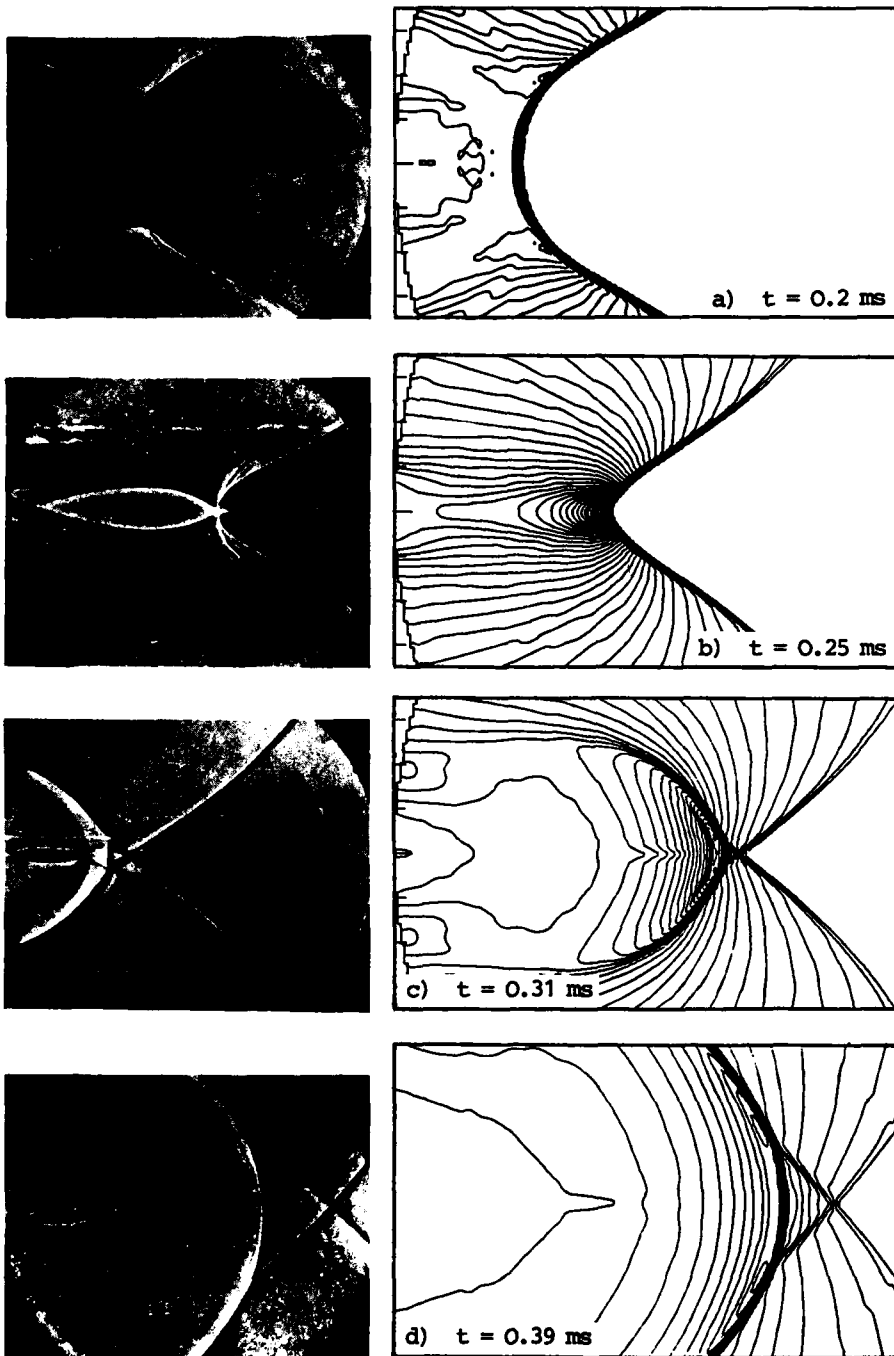 a) t = 0.2 ms
b) t = 0.25 ms
c) t = 0.31 ms
d) t = 0.39 ms